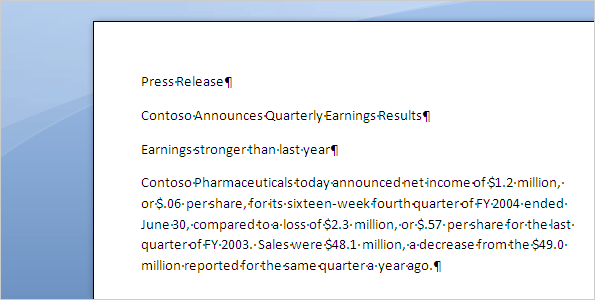 Press Release¶
Contoso Announces Quarterly Earnings Results¶
Earnings stronger than last year¶
Contoso Pharmaceuticals today announced net income of $1.2 million,
or $.06 per share, for its sixteen-week fourth quarter of FY 2004 ended
June 30, compared to a loss of $2.3 million, or $.57 per share for the last
quarter of FY 2003. Sales were $48.1 million, a decrease from the $49.0
million reported for the same quarter a year ago. ¶